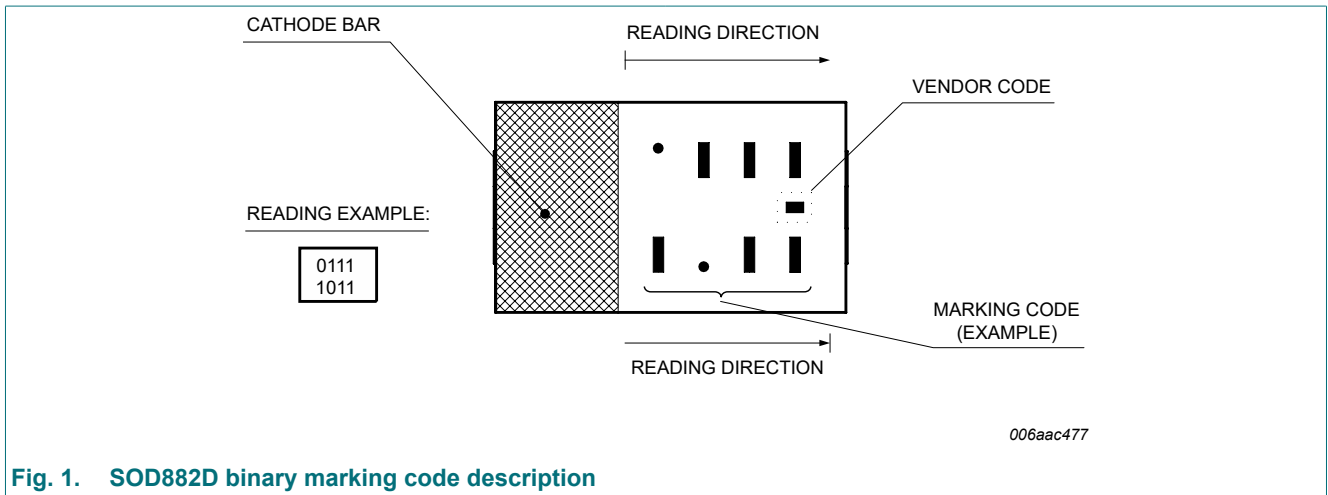 CATHODE BAR
READING DIRECTION
VENDOR CODE
READING EXAMPLE:
0111
1011
MARKING CODE
(EXAMPLE)
READING DIRECTION
006aac477
Fig. 1. SOD882D binary marking code description